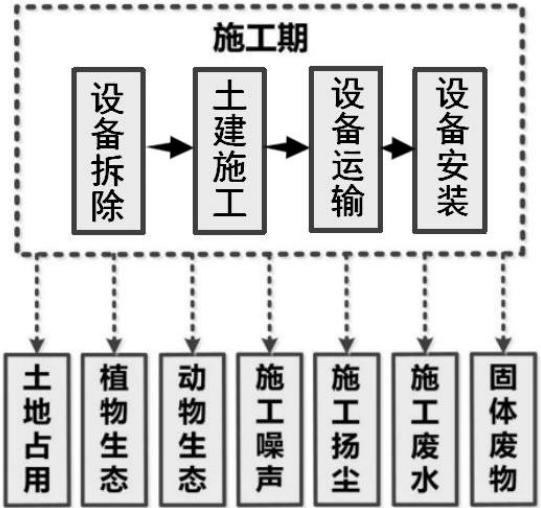 施工期
设备拆除
土建施工
设备运输
设备安装
土地占用
植物生态
动物生态
施工噪声
施工扬尘
施工废水
固体废物